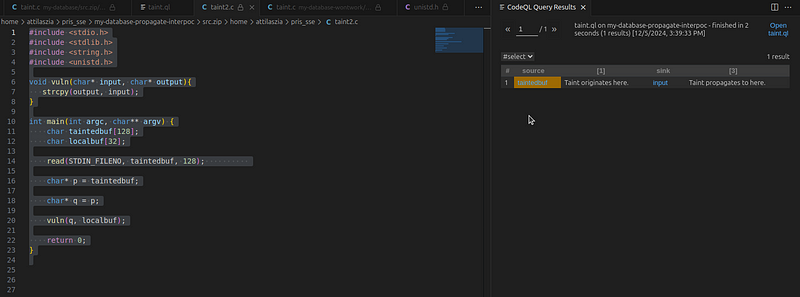 taint.c my-database/src.zip/... taint.ql taint2.c taint.c my-database-wostwork/... unistd.h
home > attilaszia > pris_sse > my-database-propagate-interpoc > src.zip > home > attilaszia > pris_sse > C taint2.c
1 #include <stdio.h>
2 #include <stdlib.h>
3 #include <string.h>
4 #include <unistd.h>
5
6 void vuln(char* input, char* output){
7 strcpy(output, input);
8 }
9
10 int main(int argc, char** argv) {
11 char taintedbuf[128];
12 char localbuf[32];
13
14 read(STDIN_FILENO, taintedbuf, 128);
15
16 char* p = taintedbuf;
17
18 char* q = p;
19
20 vuln(q, localbuf);
21
22 return 0;
23 }
24
25
26
27
CodeQL Query Results
« 1 / 1 »
taint.ql on my-database-propagate-interpoc - finished in 2 seconds (1 results) [12/5/2024, 3:39:33 PM]
Open taint.ql
#select
1 result
# source [1] sink [3]
1 taintedbuf Taint originates here. input Taint propagates to here.